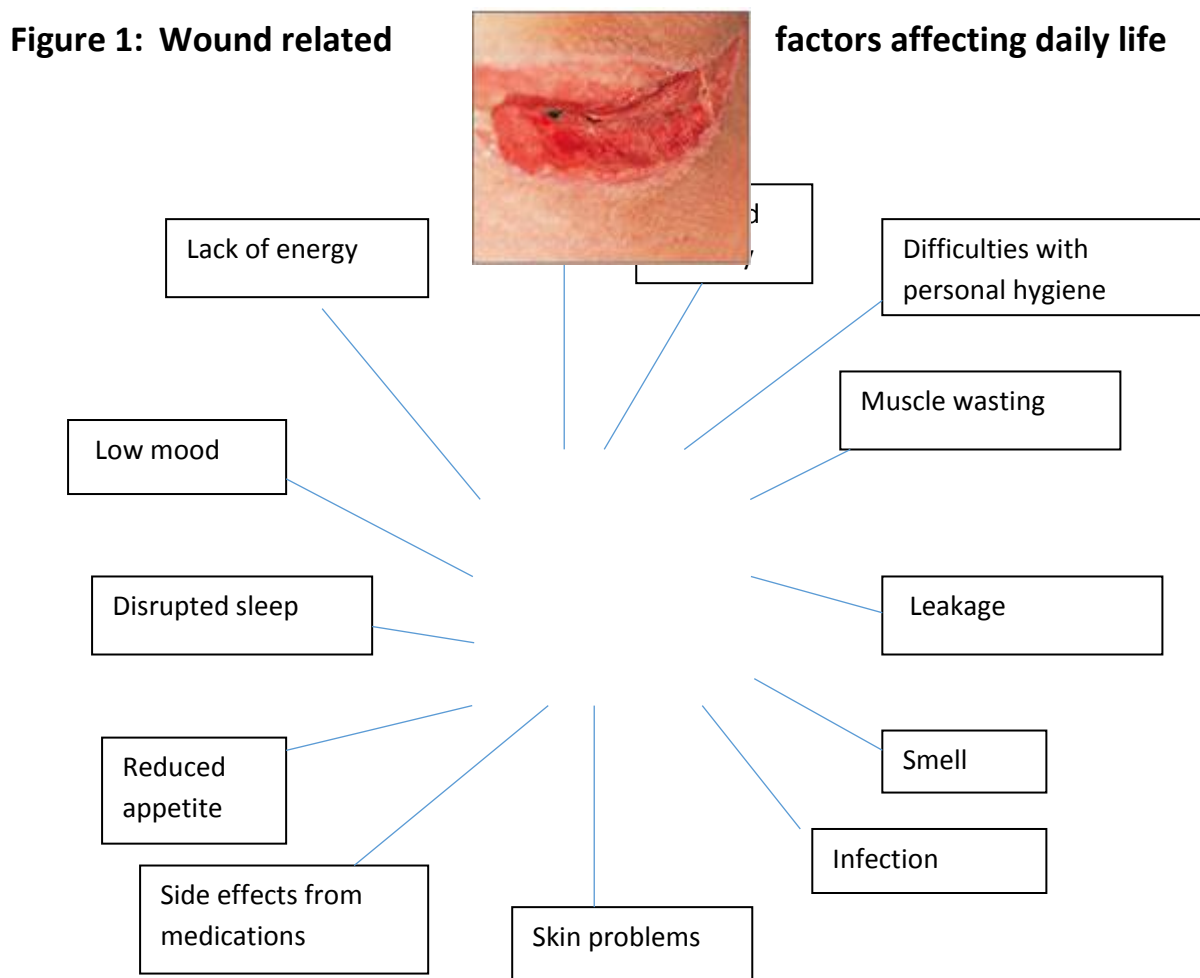 Figure 1: Wound related factors affecting daily life
Lack of energy
Difficulties with
personal hygiene
Muscle wasting
Low mood
Disrupted sleep
Leakage
Reduced
appetite
Smell
Infection
Side effects from
medications
Skin problems